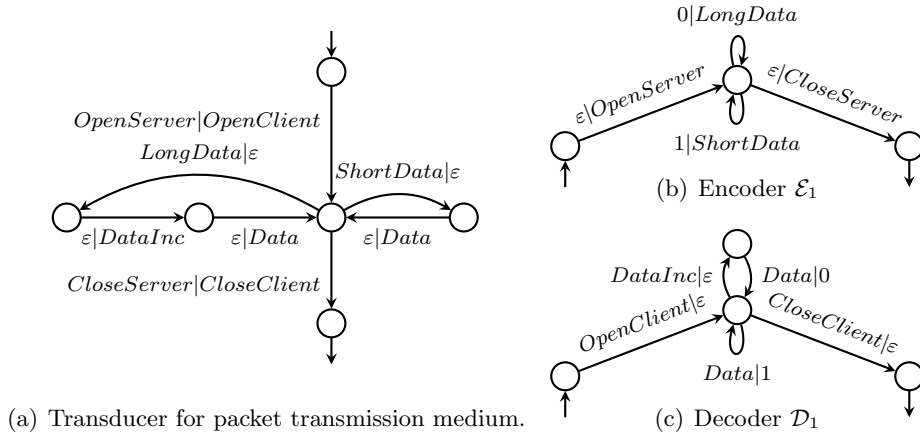 OpenServer|OpenClient
LongData|ε
ShortData|ε
ε|DataInc
ε|Data
ε|Data
CloseServer|CloseClient
(a) Transducer for packet transmission medium.
0|LongData
ε|OpenServer
ε|CloseServer
1|ShortData
(b) Encoder ℰ₁
DataInc|ε
Data|0
OpenClient|ε
CloseClient|ε
Data|1
(c) Decoder 𝒟₁